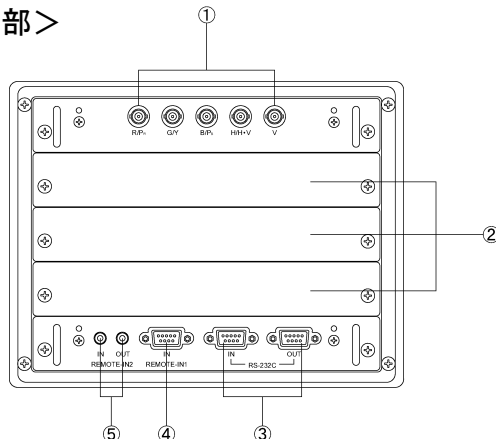 部＞
①
R/PR G/Y B/PB H/H•V V
②
IN OUT IN IN OUT
REMOTE-IN2 REMOTE-IN1 RS-232C
⑤ ④ ③